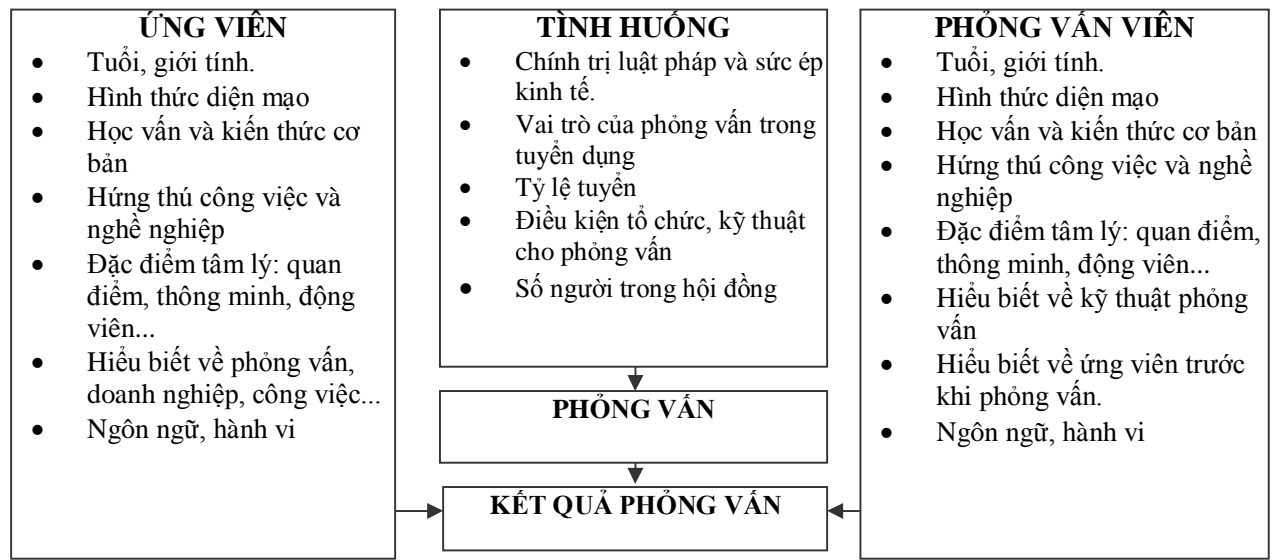 ỨNG VIÊN
• Tuổi, giới tính.
• Hình thức diện mạo
• Học vấn và kiến thức cơ
bản
• Hứng thú công việc và
nghề nghiệp
• Đặc điểm tâm lý: quan
điểm, thông minh, động
viên...
• Hiểu biết về phỏng vấn,
doanh nghiệp, công việc...
• Ngôn ngữ, hành vi
TÌNH HUỐNG
• Chính trị luật pháp và sức ép
kinh tế.
• Vai trò của phỏng vấn trong
tuyển dụng
• Tỷ lệ tuyển
• Điều kiện tổ chức, kỹ thuật
cho phỏng vấn
• Số người trong hội đồng
PHỎNG VẤN
KẾT QUẢ PHỎNG VẤN
PHỎNG VẤN VIÊN
• Tuổi, giới tính.
• Hình thức diện mạo
• Học vấn và kiến thức cơ bản
• Hứng thú công việc và nghề
nghiệp
• Đặc điểm tâm lý: quan điểm,
thông minh, động viên...
• Hiểu biết về kỹ thuật phỏng
vấn
• Hiểu biết về ứng viên trước
khi phỏng vấn.
• Ngôn ngữ, hành vi